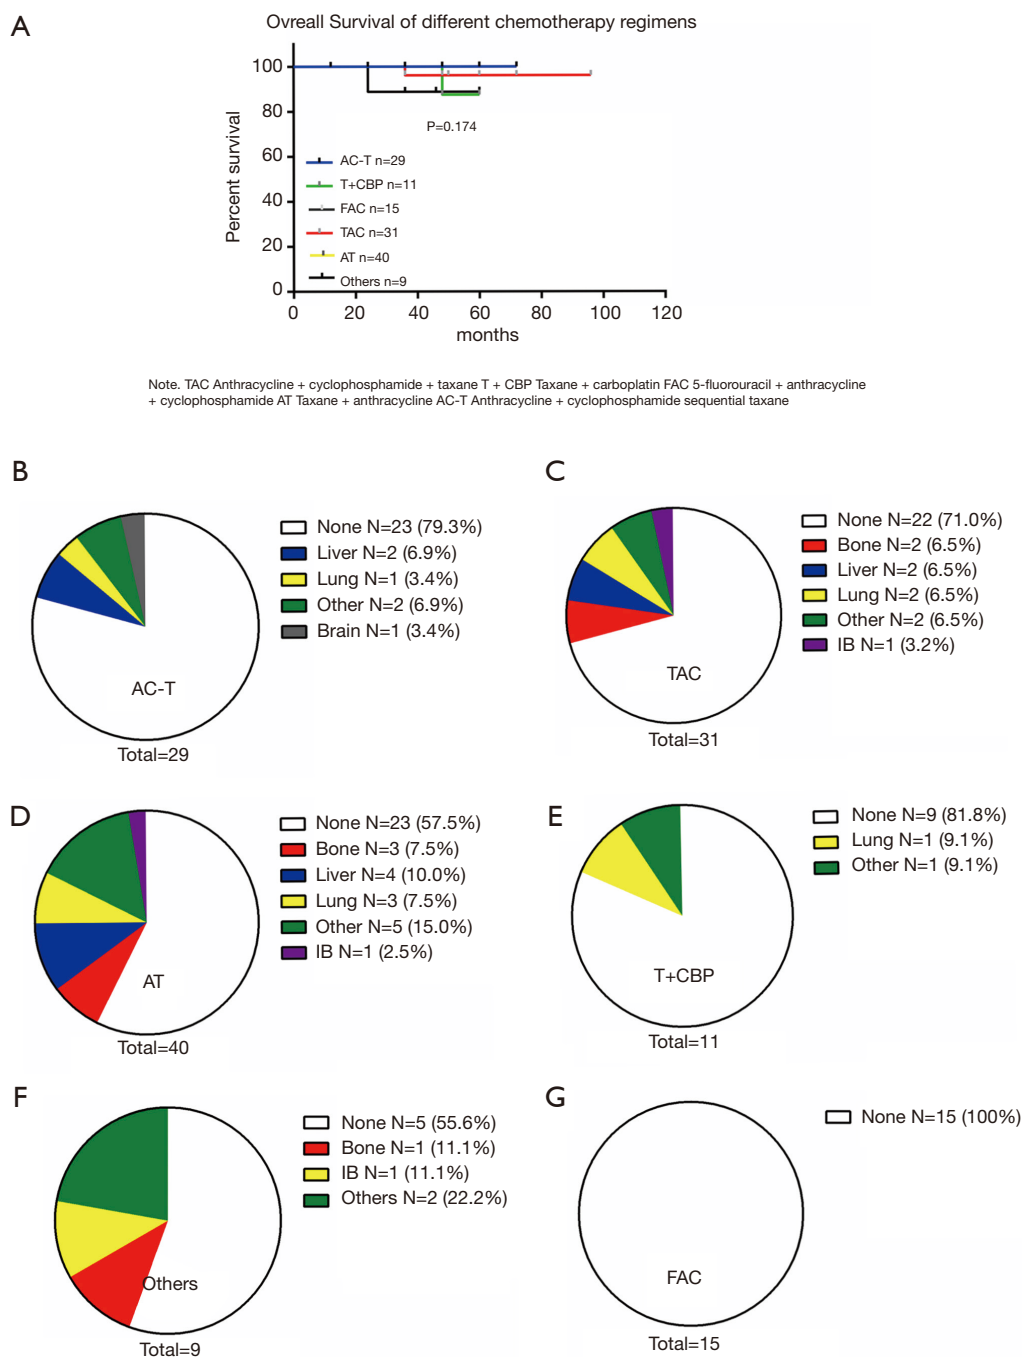 A
Ovreall Survival of different chemotherapy regimens
Percent survival
100
80
60
40
20
0
P=0.174
AC-T n=29
T+CBP n=11
FAC n=15
TAC n=31
AT n=40
Others n=9
0 20 40 60 80 100 120
months
Note. TAC Anthracycline + cyclophosphamide + taxane T + CBP Taxane + carboplatin FAC 5-fluorouracil + anthracycline
+ cyclophosphamide AT Taxane + anthracycline AC-T Anthracycline + cyclophosphamide sequential taxane
B
None N=23 (79.3%)
Liver N=2 (6.9%)
Lung N=1 (3.4%)
Other N=2 (6.9%)
Brain N=1 (3.4%)
AC-T
Total=29
C
None N=22 (71.0%)
Bone N=2 (6.5%)
Liver N=2 (6.5%)
Lung N=2 (6.5%)
Other N=2 (6.5%)
IB N=1 (3.2%)
TAC
Total=31
D
None N=23 (57.5%)
Bone N=3 (7.5%)
Liver N=4 (10.0%)
Lung N=3 (7.5%)
Other N=5 (15.0%)
IB N=1 (2.5%)
AT
Total=40
E
None N=9 (81.8%)
Lung N=1 (9.1%)
Other N=1 (9.1%)
T+CBP
Total=11
F
None N=5 (55.6%)
Bone N=1 (11.1%)
IB N=1 (11.1%)
Others N=2 (22.2%)
Others
Total=9
G
None N=15 (100%)
FAC
Total=15